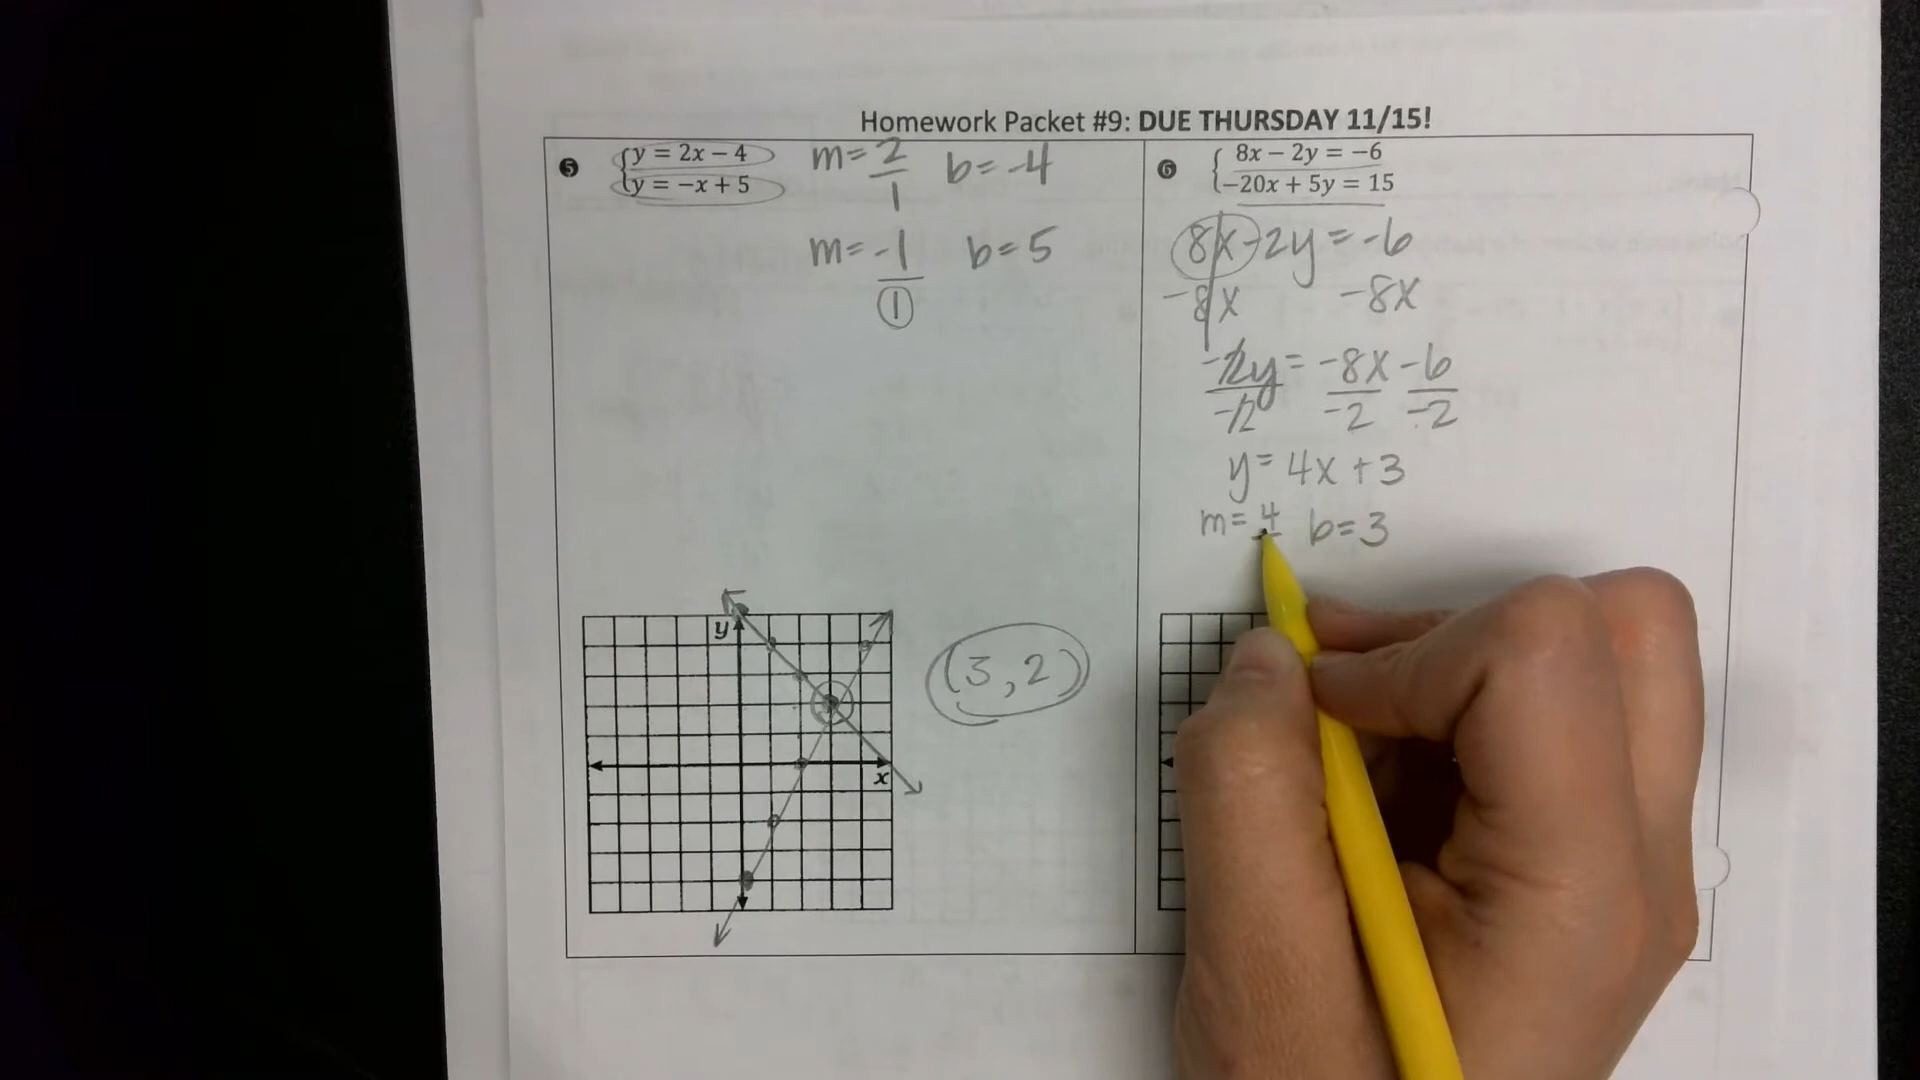 Homework Packet #9: DUE THURSDAY 11/15!
❺ y = 2x − 4
y = −x + 5
m = 2/1 b = -4
m = -1/1 b = 5
y
x
(3,2)
❻ 8x − 2y = −6
−20x + 5y = 15
8x - 2y = -6
-8x -8x
-2y = -8x - 6
-2 -2 -2
y = 4x + 3
m = 4 b = 3